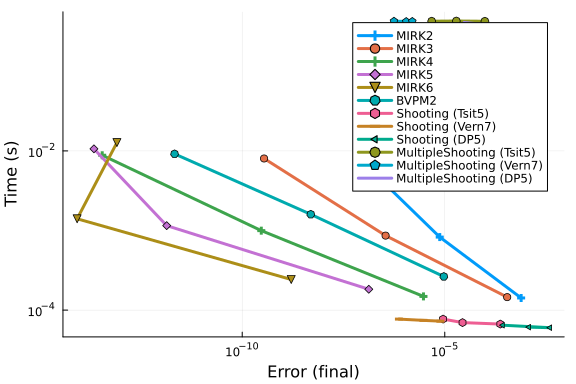 MIRK2
MIRK3
MIRK4
MIRK5
MIRK6
BVPM2
Shooting (Tsit5)
Shooting (Vern7)
Shooting (DP5)
MultipleShooting (Tsit5)
MultipleShooting (Vern7)
MultipleShooting (DP5)
Time (s)
10⁻²
10⁻⁴
10⁻¹⁰
10⁻⁵
Error (final)